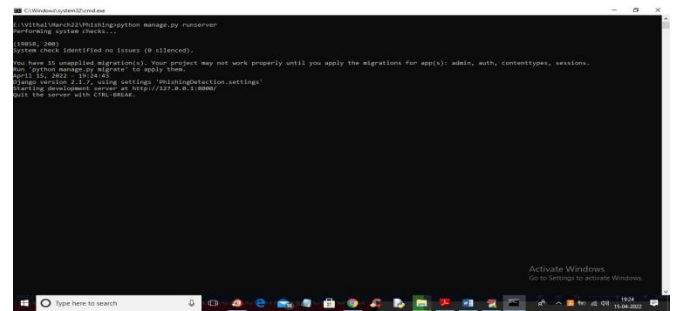 C:\Windows\system32\cmd.exe
E:\Vithal\March22\Phishing>python manage.py runserver
Performing system checks...
System check identified no issues (0 silenced).
You have 15 unapplied migration(s). Your project may not work properly until you apply the migrations for app(s): admin, auth, contenttypes, sessions.
Run 'python manage.py migrate' to apply them.
April 15, 2022 - 19:24:43
Django version 2.1.7, using settings 'PhishingDetection.settings'
Starting development server at http://127.0.0.1:8000/
Quit the server with CTRL-BREAK.
Activate Windows
Go to Settings to activate Windows.
Type here to search
19:24
15-04-2022